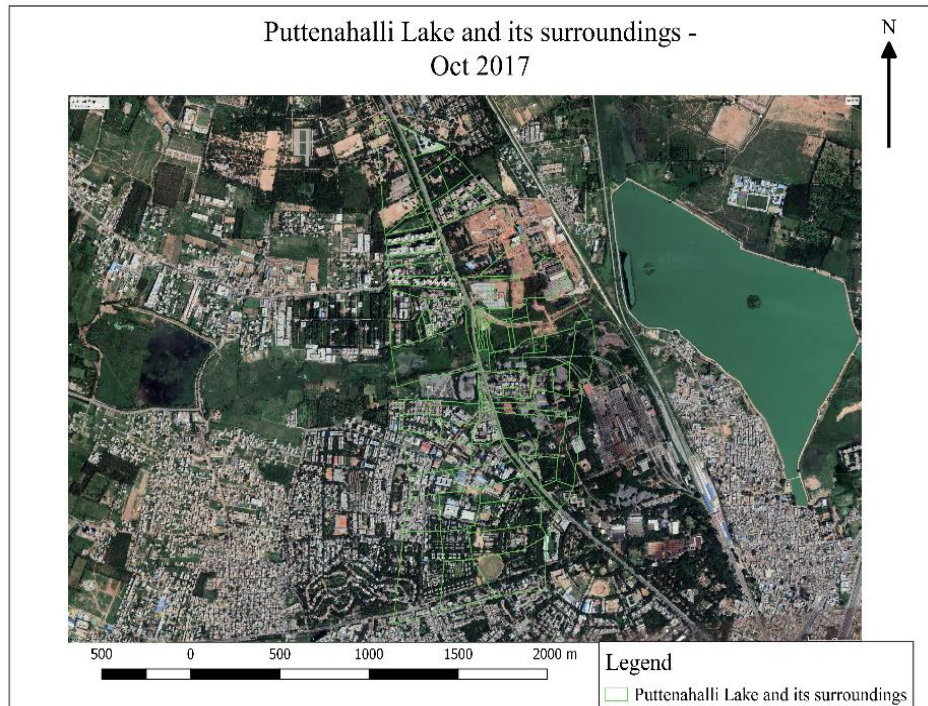 Puttenahalli Lake and its surroundings -
Oct 2017
N
500 0 500 1000 1500 2000 m
Legend
Puttenahalli Lake and its surroundings